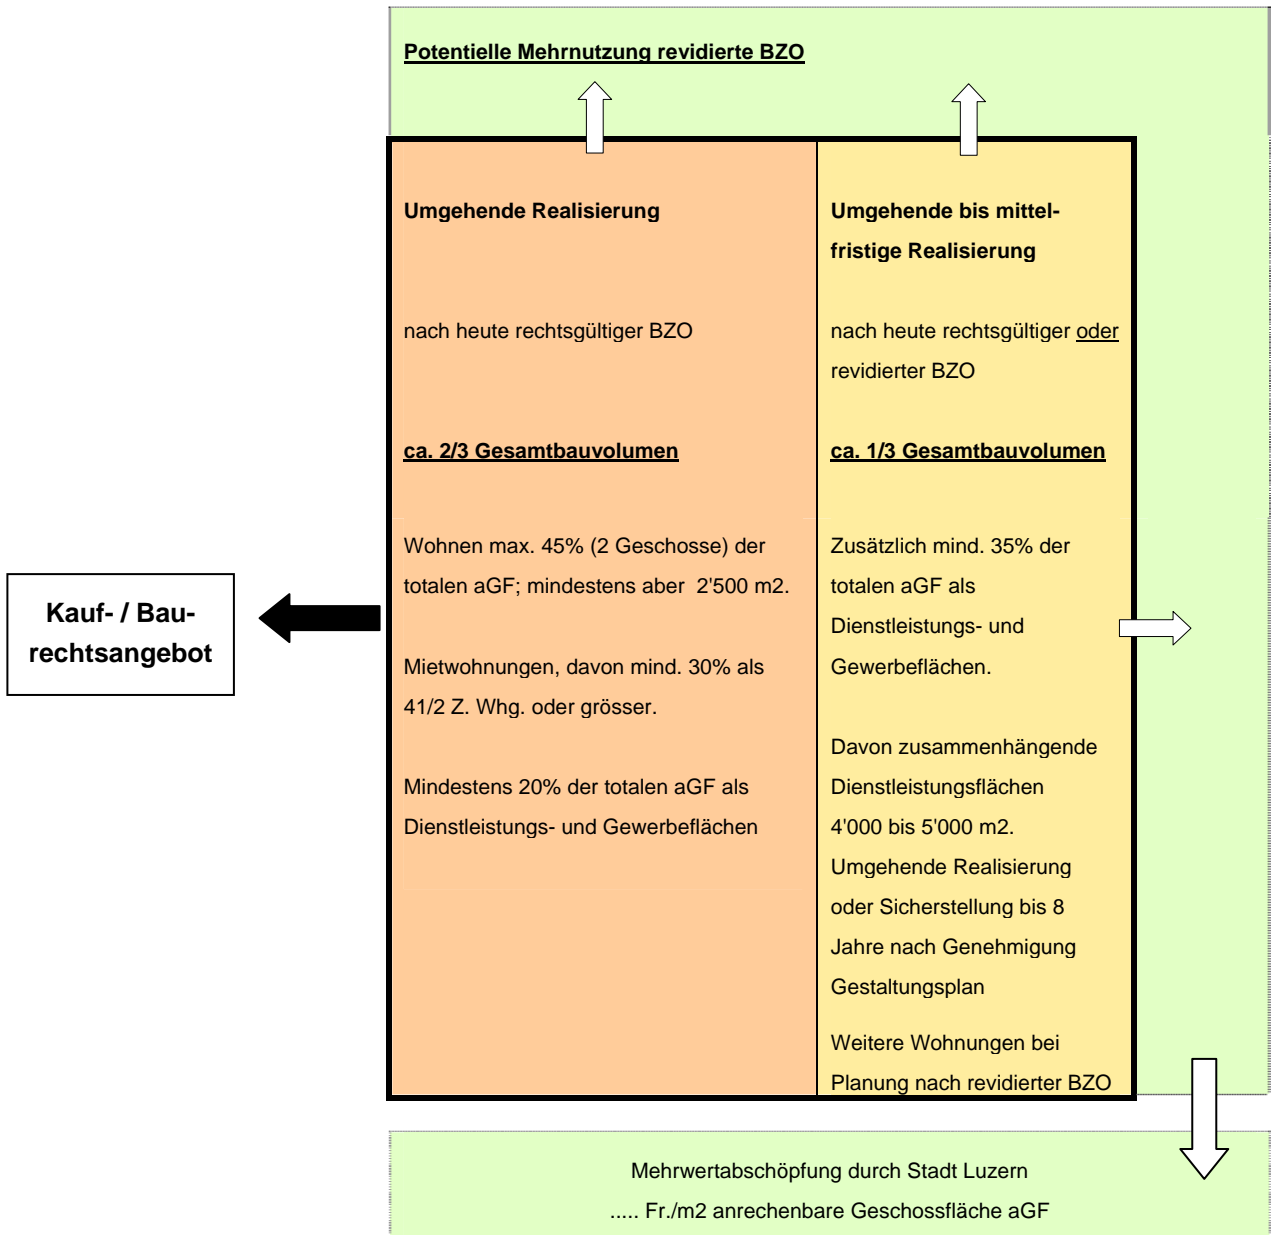 Potentielle Mehrnutzung revidierte BZO
Umgehende Realisierung
nach heute rechtsgültiger BZO
ca. 2/3 Gesamtbauvolumen
Wohnen max. 45% (2 Geschosse) der
totalen aGF; mindestens aber 2'500 m2.
Mietwohnungen, davon mind. 30% als
41/2 Z. Whg. oder grösser.
Mindestens 20% der totalen aGF als
Dienstleistungs- und Gewerbeflächen
Umgehende bis mittel-
fristige Realisierung
nach heute rechtsgültiger oder
revidierter BZO
ca. 1/3 Gesamtbauvolumen
Zusätzlich mind. 35% der
totalen aGF als
Dienstleistungs- und
Gewerbeflächen.
Davon zusammenhängende
Dienstleistungsflächen
4'000 bis 5'000 m2.
Umgehende Realisierung
oder Sicherstellung bis 8
Jahre nach Genehmigung
Gestaltungsplan
Weitere Wohnungen bei
Planung nach revidierter BZO
Kauf- / Bau-
rechtsangebot
Mehrwertabschöpfung durch Stadt Luzern
..... Fr./m2 anrechenbare Geschossfläche aGF